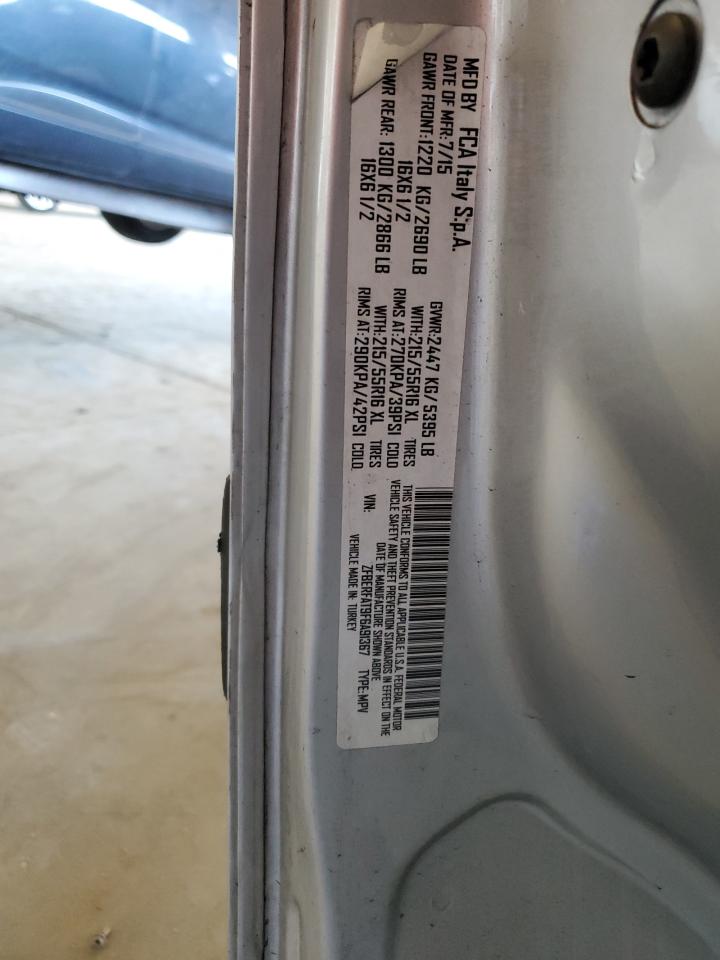 MFD BY FCA Italy S.p.A.
DATE OF MFR:7/15 GVWR:2447 KG/5395 LB
GAWR FRONT:1220 KG/2690 LB WITH:215/55R16 XL TIRES
16X6 1/2 RIMS AT:270KPA/39PSI COLD
GAWR REAR: 1300 KG/2866 LB WITH:215/55R16 XL TIRES
16X6 1/2 RIMS AT:290KPA/42PSI COLD
THIS VEHICLE CONFORMS TO ALL APPLICABLE U.S.A. FEDERAL MOTOR
VEHICLE SAFETY AND THEFT PREVENTION STANDARDS IN EFFECT ON THE
DATE OF MANUFACTURE SHOWN ABOVE
VIN: ZFBERFAT9F6A91367 TYPE:MPV
VEHICLE MADE IN: TURKEY